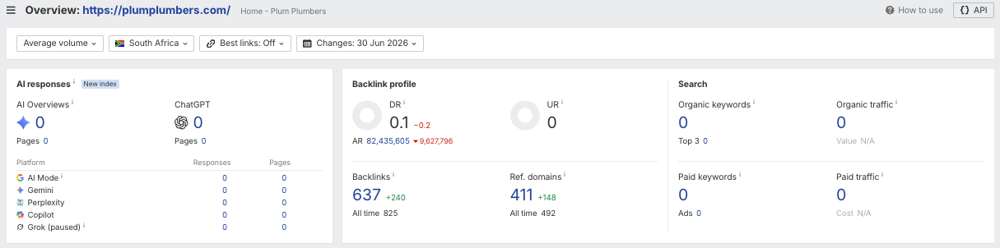 Overview: https://plumplumbers.com/ Home - Plum Plumbers How to use API
Average volume South Africa Best links: Off Changes: 30 Jun 2026
AI responses i New index
AI Overviews i ChatGPT
0 0
Pages 0 Pages 0
Platform Responses Pages
AI Mode i 0 0
Gemini 0 0
Perplexity 0 0
Copilot 0 0
Grok (paused) i 0 0
Backlink profile
DR i UR i
0.1 −0.2 0
AR 82,435,605 9,627,796
Backlinks i Ref. domains i
637 +240 411 +148
All time 825 All time 492
Search
Organic keywords i Organic traffic i
0 0
Top 3 0 Value N/A
Paid keywords i Paid traffic i
0 0
Ads 0 Cost N/A